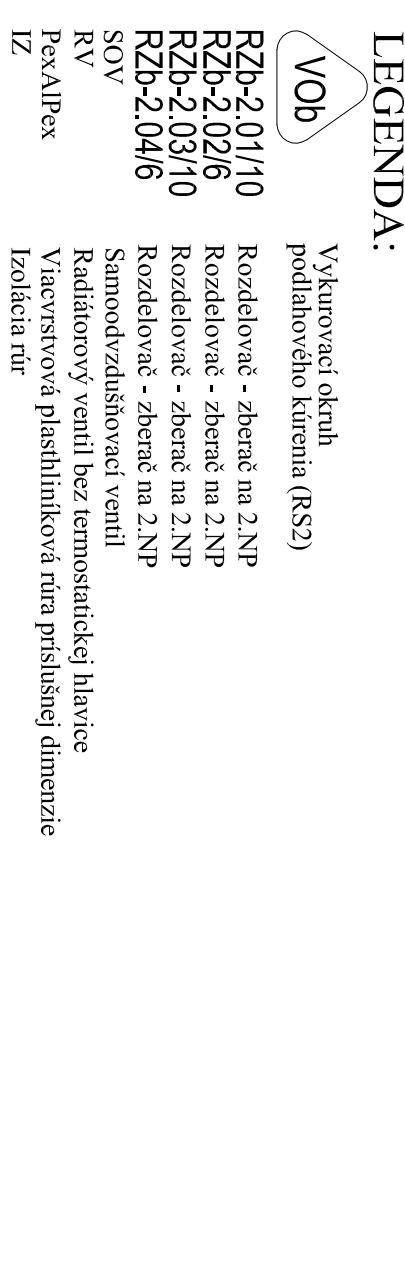 LEGENDA:
VOb
Vykurovací okruh
podlahového kúrenia (RS2)
RZb-2.01/10 Rozdelovač - zberač na 2.NP
RZb-2.02/6 Rozdelovač - zberač na 2.NP
RZb-2.03/10 Rozdelovač - zberač na 2.NP
RZb-2.04/6 Rozdelovač - zberač na 2.NP
SOV Samoodvzdušňovací ventil
RV Radiátorový ventil bez termostatickej hlavice
PexAlPex Viacvrstvová plasthliníková rúra príslušnej dimenzie
IZ Izolácia rúr